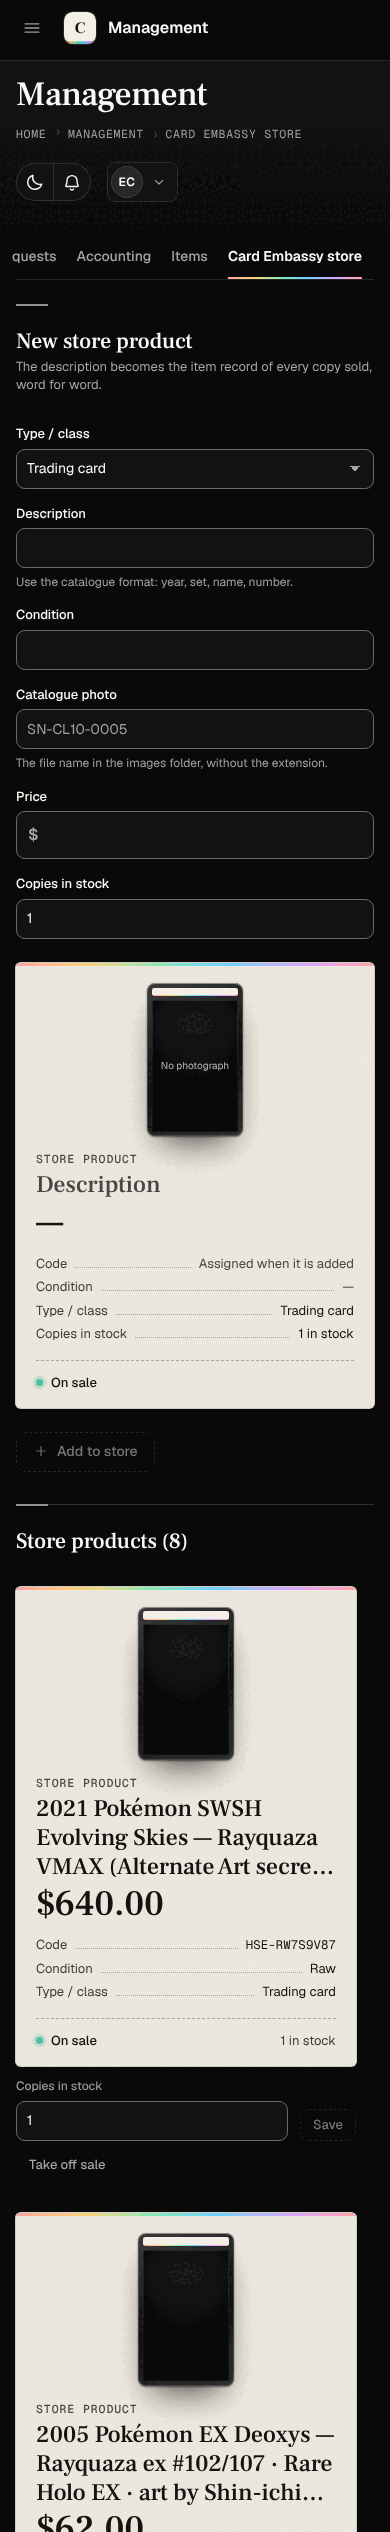 C Management
Management
HOME › MANAGEMENT › CARD EMBASSY STORE
EC
quests Accounting Items Card Embassy store
New store product
The description becomes the item record of every copy sold,
word for word.
Type / class
Trading card
Description
Use the catalogue format: year, set, name, number.
Condition
Catalogue photo
SN-CL10-0005
The file name in the images folder, without the extension.
Price
$
Copies in stock
1
No photograph
STORE PRODUCT
Description
—
Code Assigned when it is added
Condition —
Type / class Trading card
Copies in stock 1 in stock
On sale
+ Add to store
Store products (8)
STORE PRODUCT
2021 Pokémon SWSH
Evolving Skies — Rayquaza
VMAX (Alternate Art secre…
$640.00
Code HSE-RW7S9V87
Condition Raw
Type / class Trading card
On sale 1 in stock
Copies in stock
1
Save
Take off sale
STORE PRODUCT
2005 Pokémon EX Deoxys —
Rayquaza ex #102/107 · Rare
Holo EX · art by Shin-ichi…
$62.00